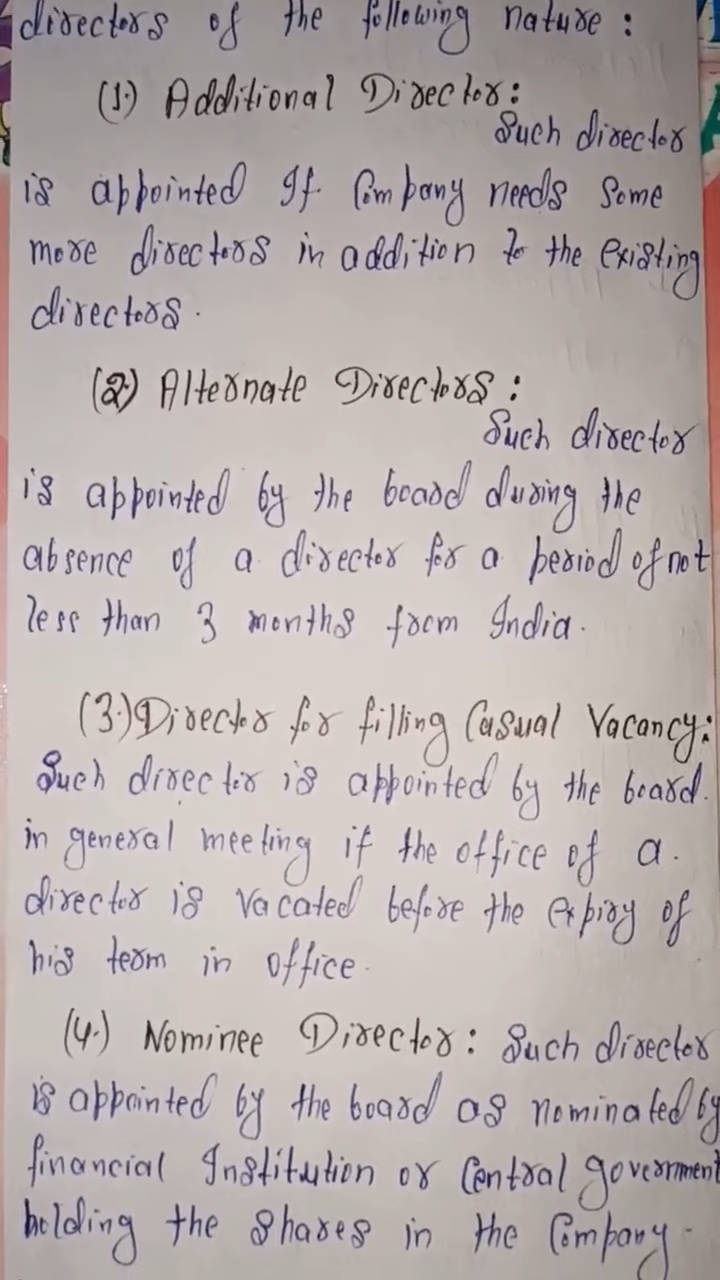 directors of the following nature :
(1.) Additional Director :
Such director
is appointed If Company needs Some
more directors in addition to the existing
directors.
(2) Alternate Directors :
Such director
is appointed by the board during the
absence of a director for a period of not
less than 3 months from India.
(3.) Director for filling Casual Vacancy:
Such director is appointed by the board.
in general meeting if the office of a.
director is vacated before the expiry of
his term in office.
(4.) Nominee Director : Such director
is appointed by the board as nominated by
financial Institution or Central government
holding the shares in the Company.